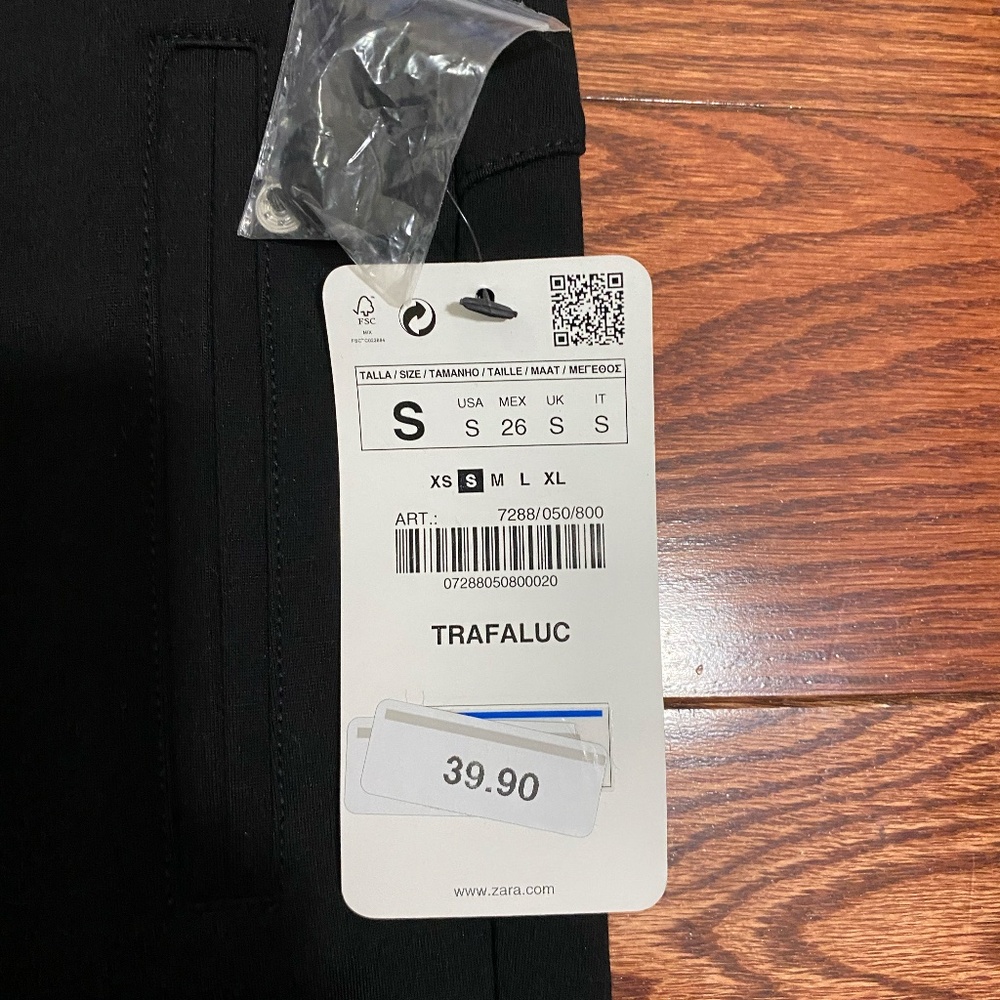 FSC
MIX
TALLA / SIZE / TAMANHO / TAILLE / MAAT / ΜΕΓΕΘΟΣ
S
USA MEX UK IT
S 26 S S
XS S M L XL
ART.: 7288/050/800
07288050800020
TRAFALUC
39.90
www.zara.com